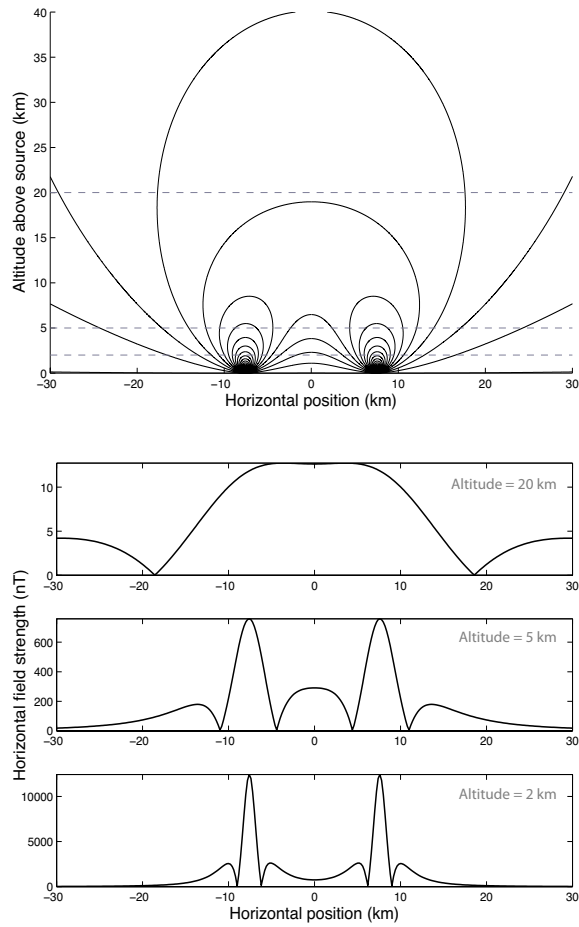 Altitude above source (km)
40
35
30
25
20
15
10
5
0
−30 −20 −10 0 10 20 30
Horizontal position (km)
Horizontal field strength (nT)
Altitude = 20 km
10
5
0
−30 −20 −10 0 10 20 30
Altitude = 5 km
600
400
200
0
−30 −20 −10 0 10 20 30
Altitude = 2 km
10000
5000
0
−30 −20 −10 0 10 20 30
Horizontal position (km)